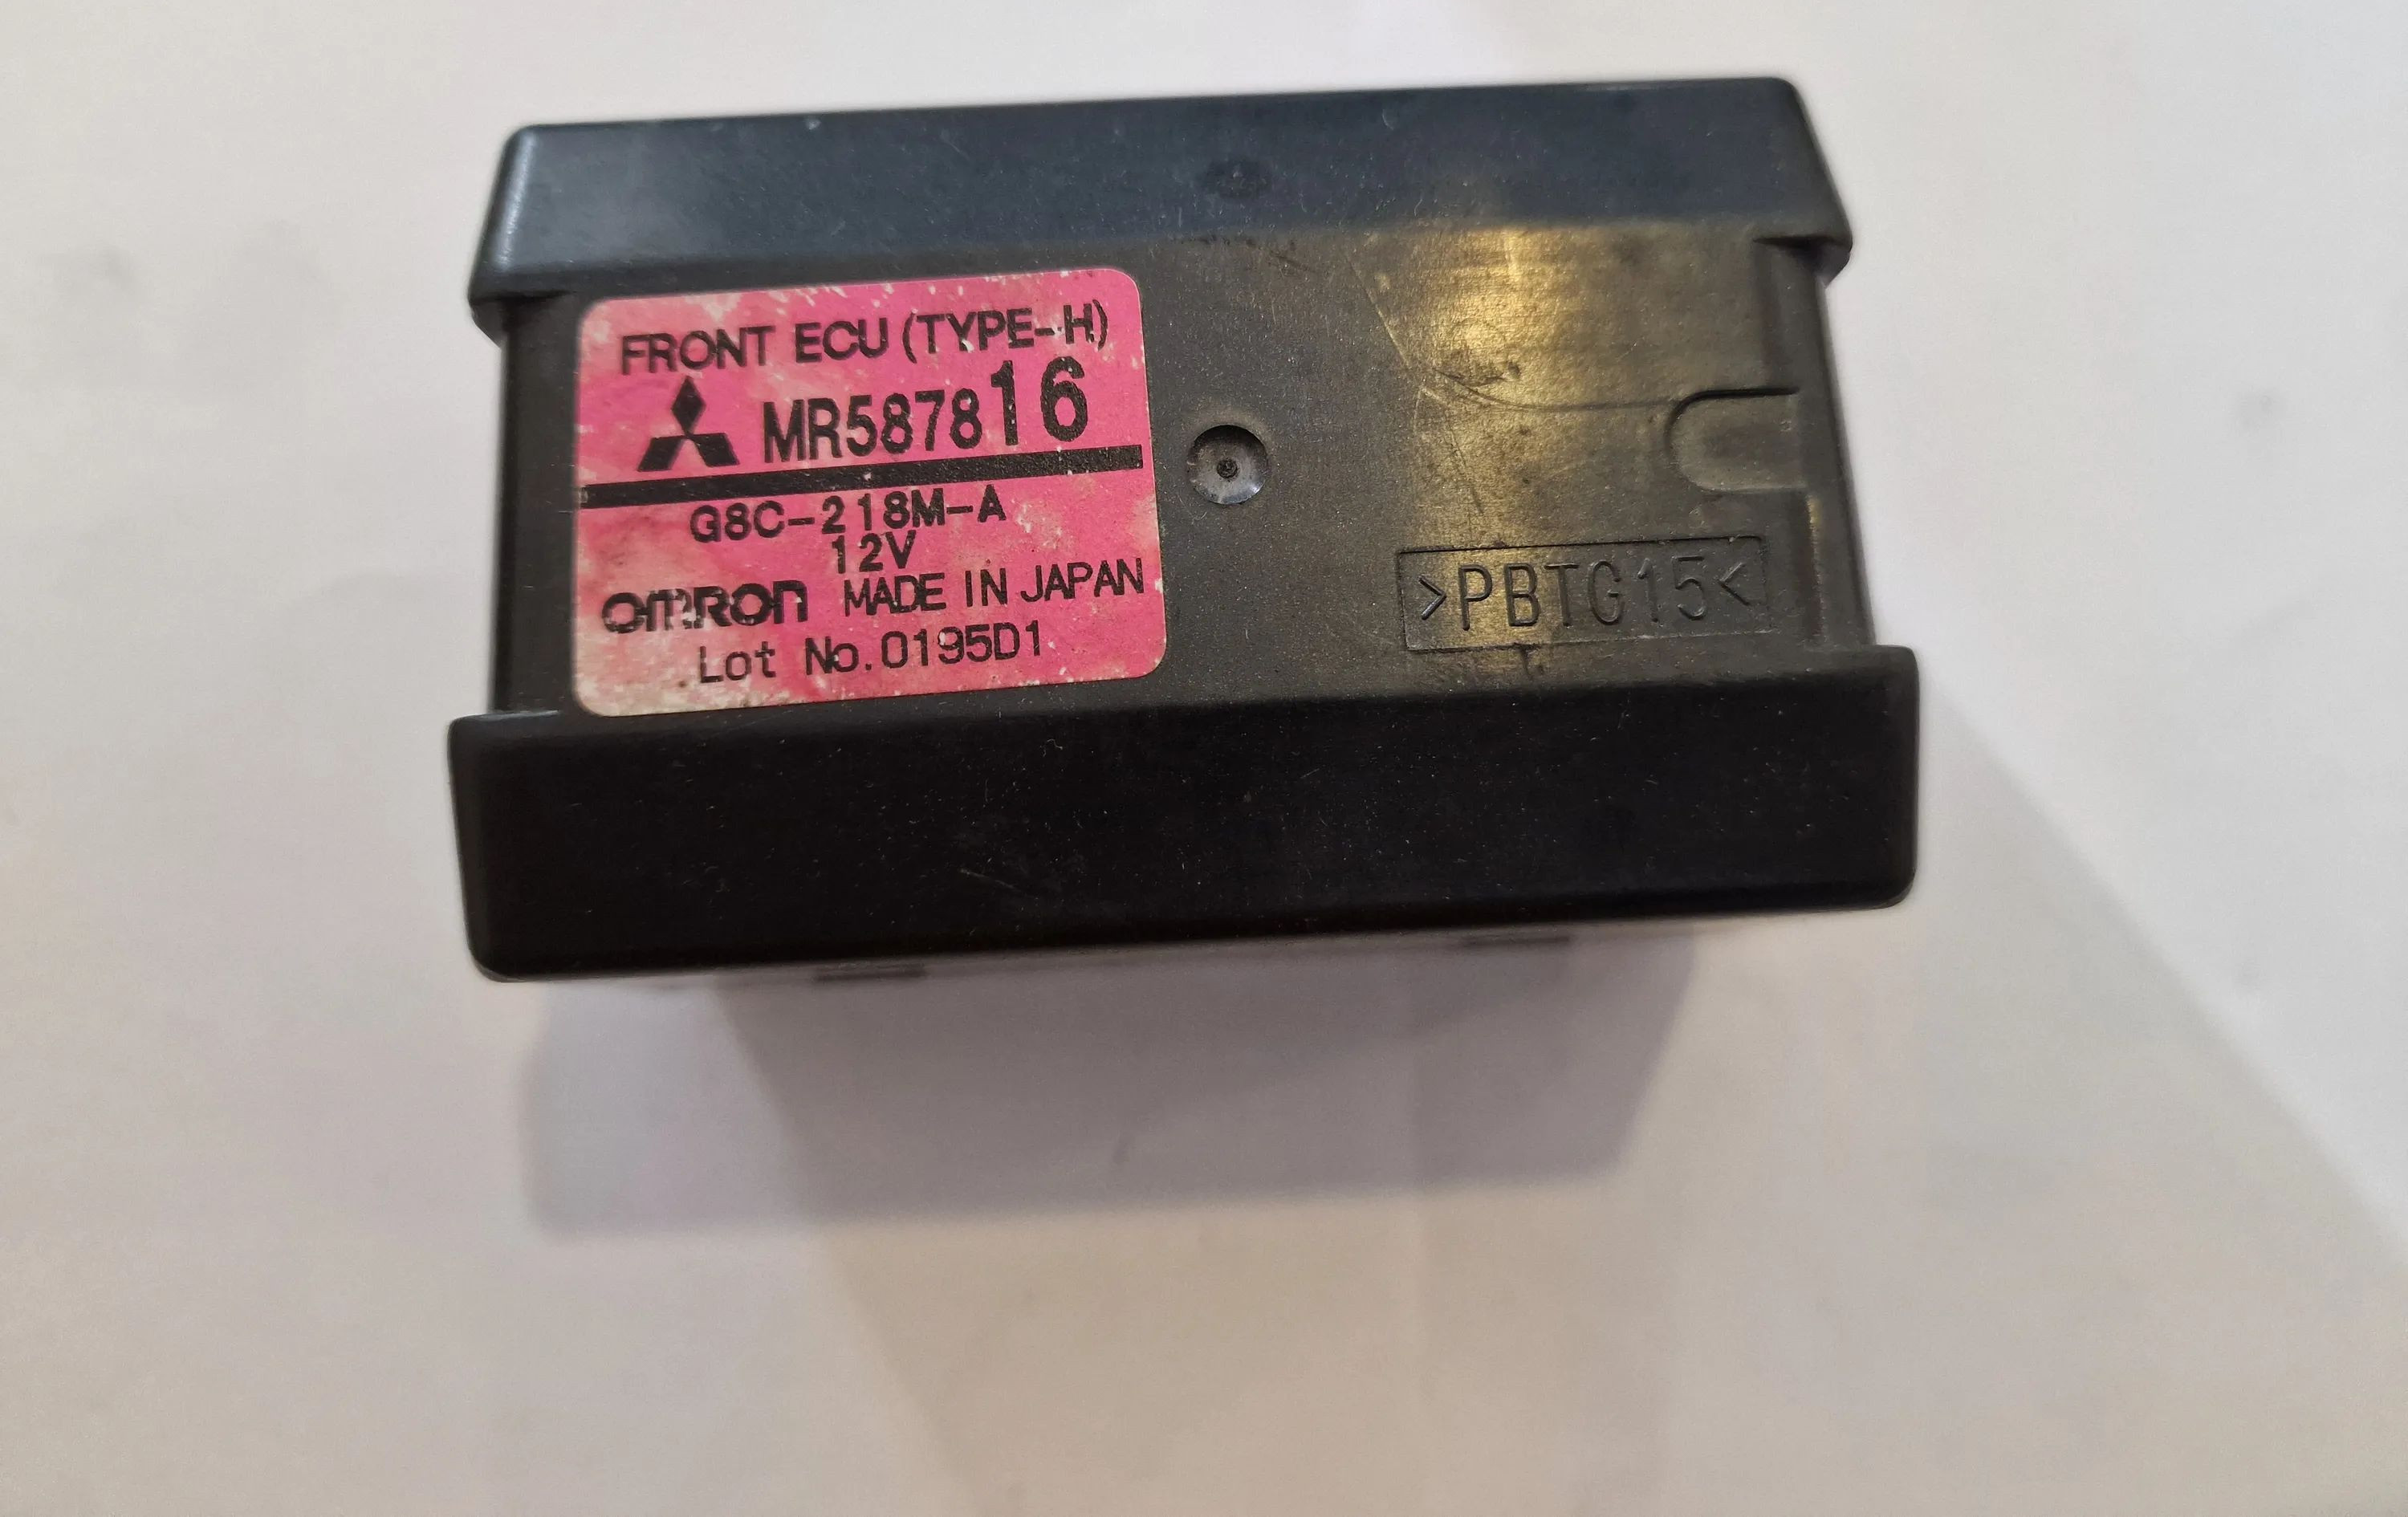 FRONT ECU (TYPE-H)
MR587816
G8C-218M-A
12V
OMRON MADE IN JAPAN
Lot No.0195D1
>PBTG15<